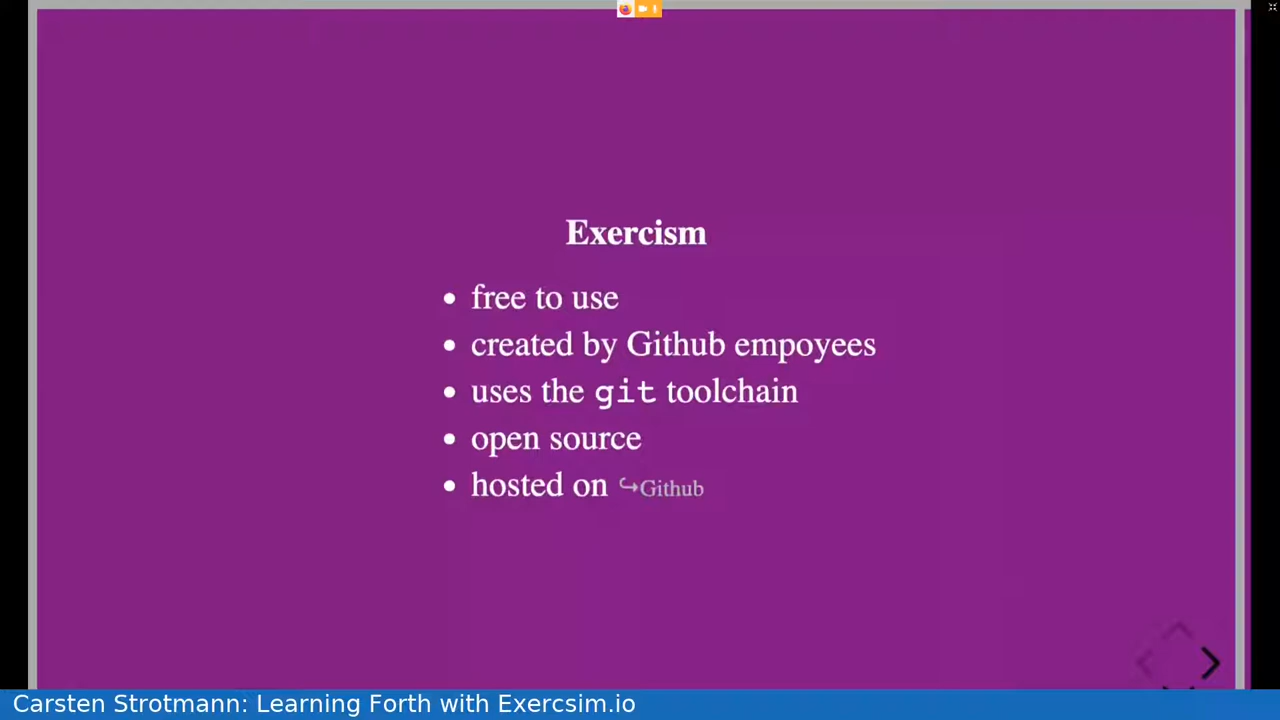 Exercism
• free to use
• created by Github empoyees
• uses the git toolchain
• open source
• hosted on ↪Github
Carsten Strotmann: Learning Forth with Exercsim.io